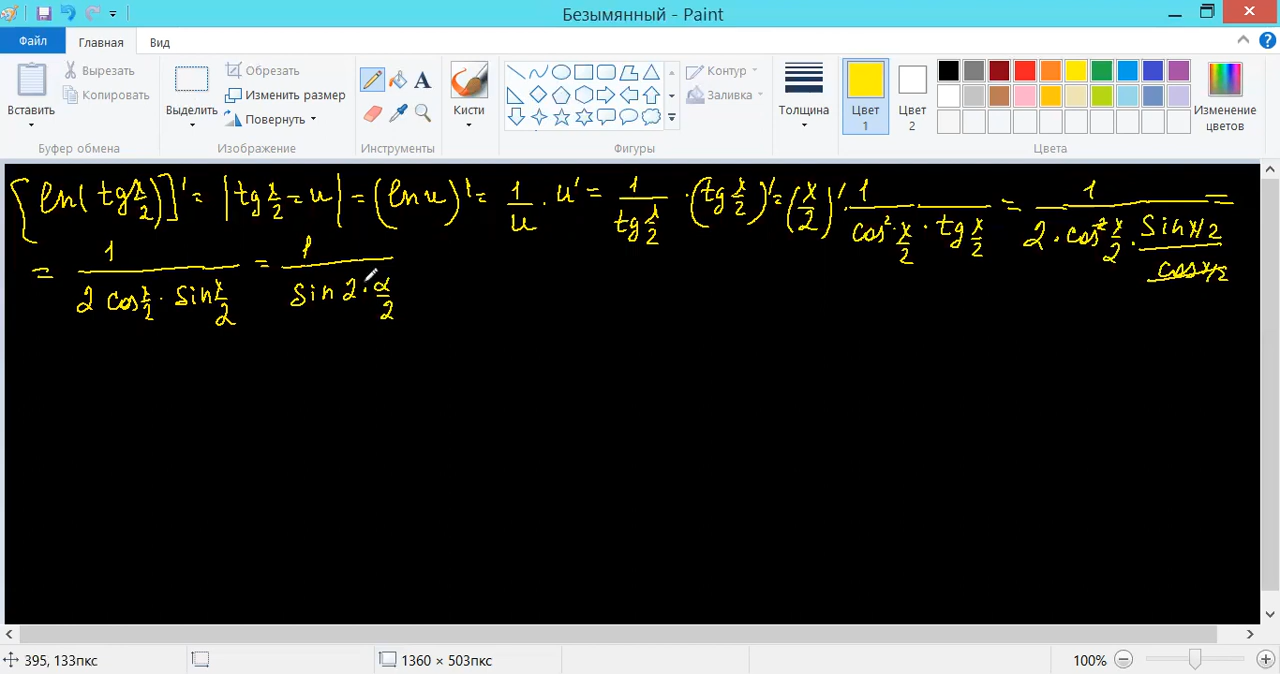 Безымянный - Paint
Файл Главная Вид
Вставить
Вырезать
Копировать
Буфер обмена
Выделить
Обрезать
Изменить размер
Повернуть
Изображение
Инструменты
Кисти
Контур
Заливка
Фигуры
Толщина
Цвет 1
Цвет 2
Изменение цветов
Цвета
[ln(tg x/2)]' = |tg x/2 = u| = (ln u)' = 1/u · u' = 1/(tg x/2) · (tg x/2)' = (x/2)' · 1/(cos² x/2 · tg x/2) = 1/(2 · cos² x/2 · (sin x/2)/(cos x/2)) =
= 1/(2 cos x/2 · sin x/2) = 1/(sin 2 · α/2)
395, 133пкс
1360 × 503пкс
100%